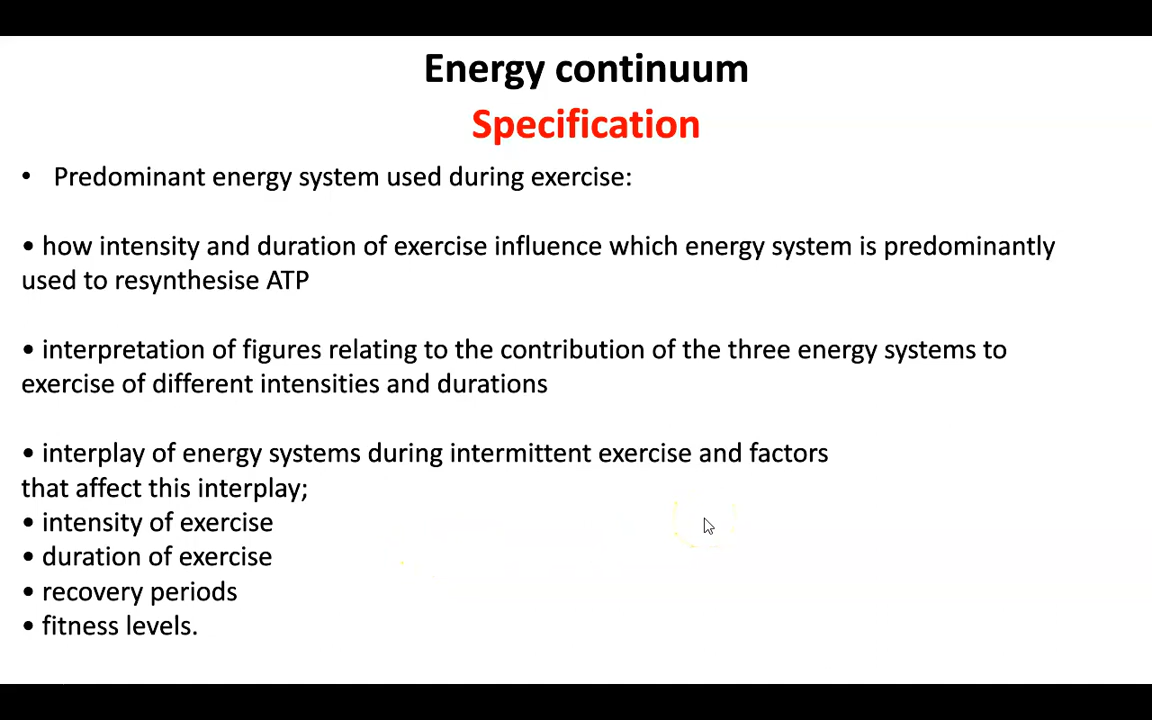 Energy continuum
Specification
• Predominant energy system used during exercise:
• how intensity and duration of exercise influence which energy system is predominantly
used to resynthesise ATP
• interpretation of figures relating to the contribution of the three energy systems to
exercise of different intensities and durations
• interplay of energy systems during intermittent exercise and factors
that affect this interplay;
• intensity of exercise
• duration of exercise
• recovery periods
• fitness levels.